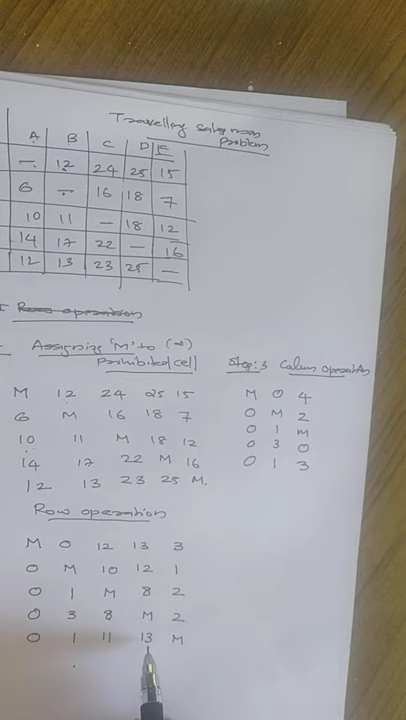 Travelling salesman
problem
A B C D E
— 12 24 25 15
6 — 16 18 7
10 11 — 18 12
14 17 22 — 16
12 13 23 25 —
Row operation
Assigning 'M' to (∞)
Prohibited cell
M 12 24 25 15
6 M 16 18 7
10 11 M 18 12
14 17 22 M 16
12 13 23 25 M.
Row operation
M 0 12 13 3
0 M 10 12 1
0 1 M 8 2
0 3 8 M 2
0 1 11 13 M
Step:3 Colum Operation
M 0 4
0 M 2
0 1 M
0 3 0
0 1 3